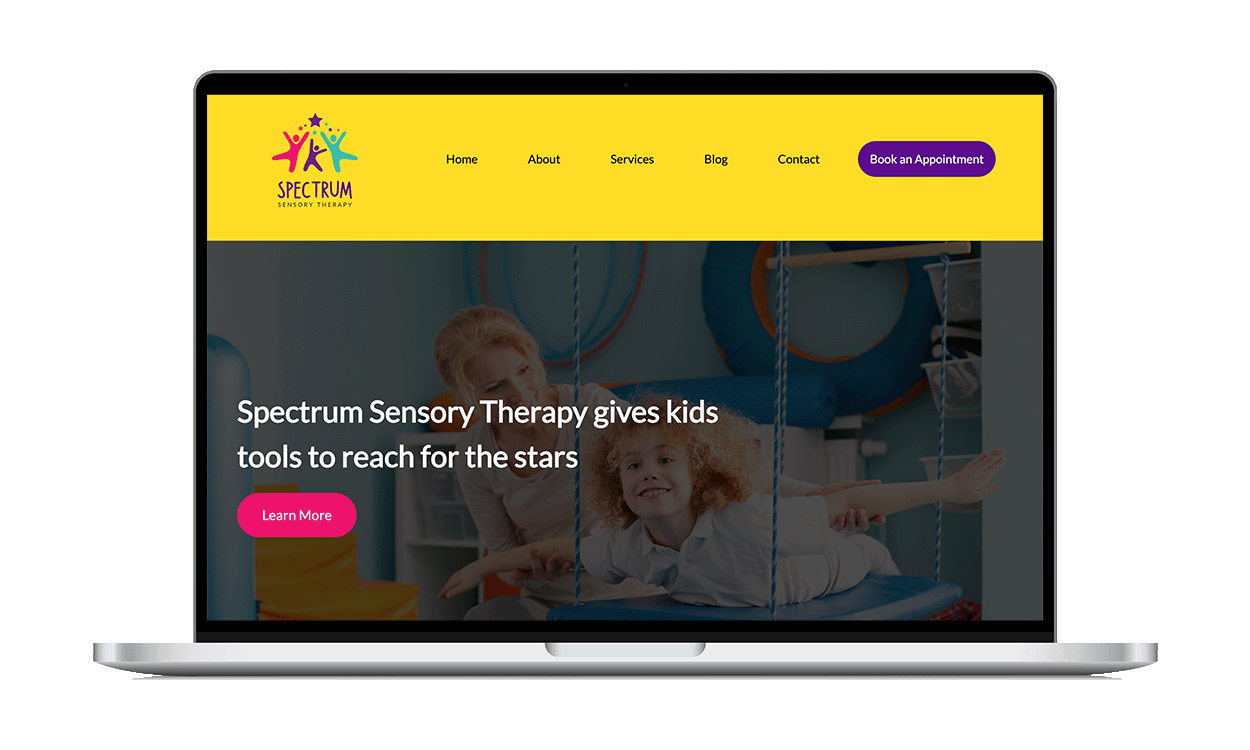 SPECTRUM
SENSORY THERAPY
Home
About
Services
Blog
Contact
Book an Appointment
Spectrum Sensory Therapy gives kids
tools to reach for the stars
Learn More